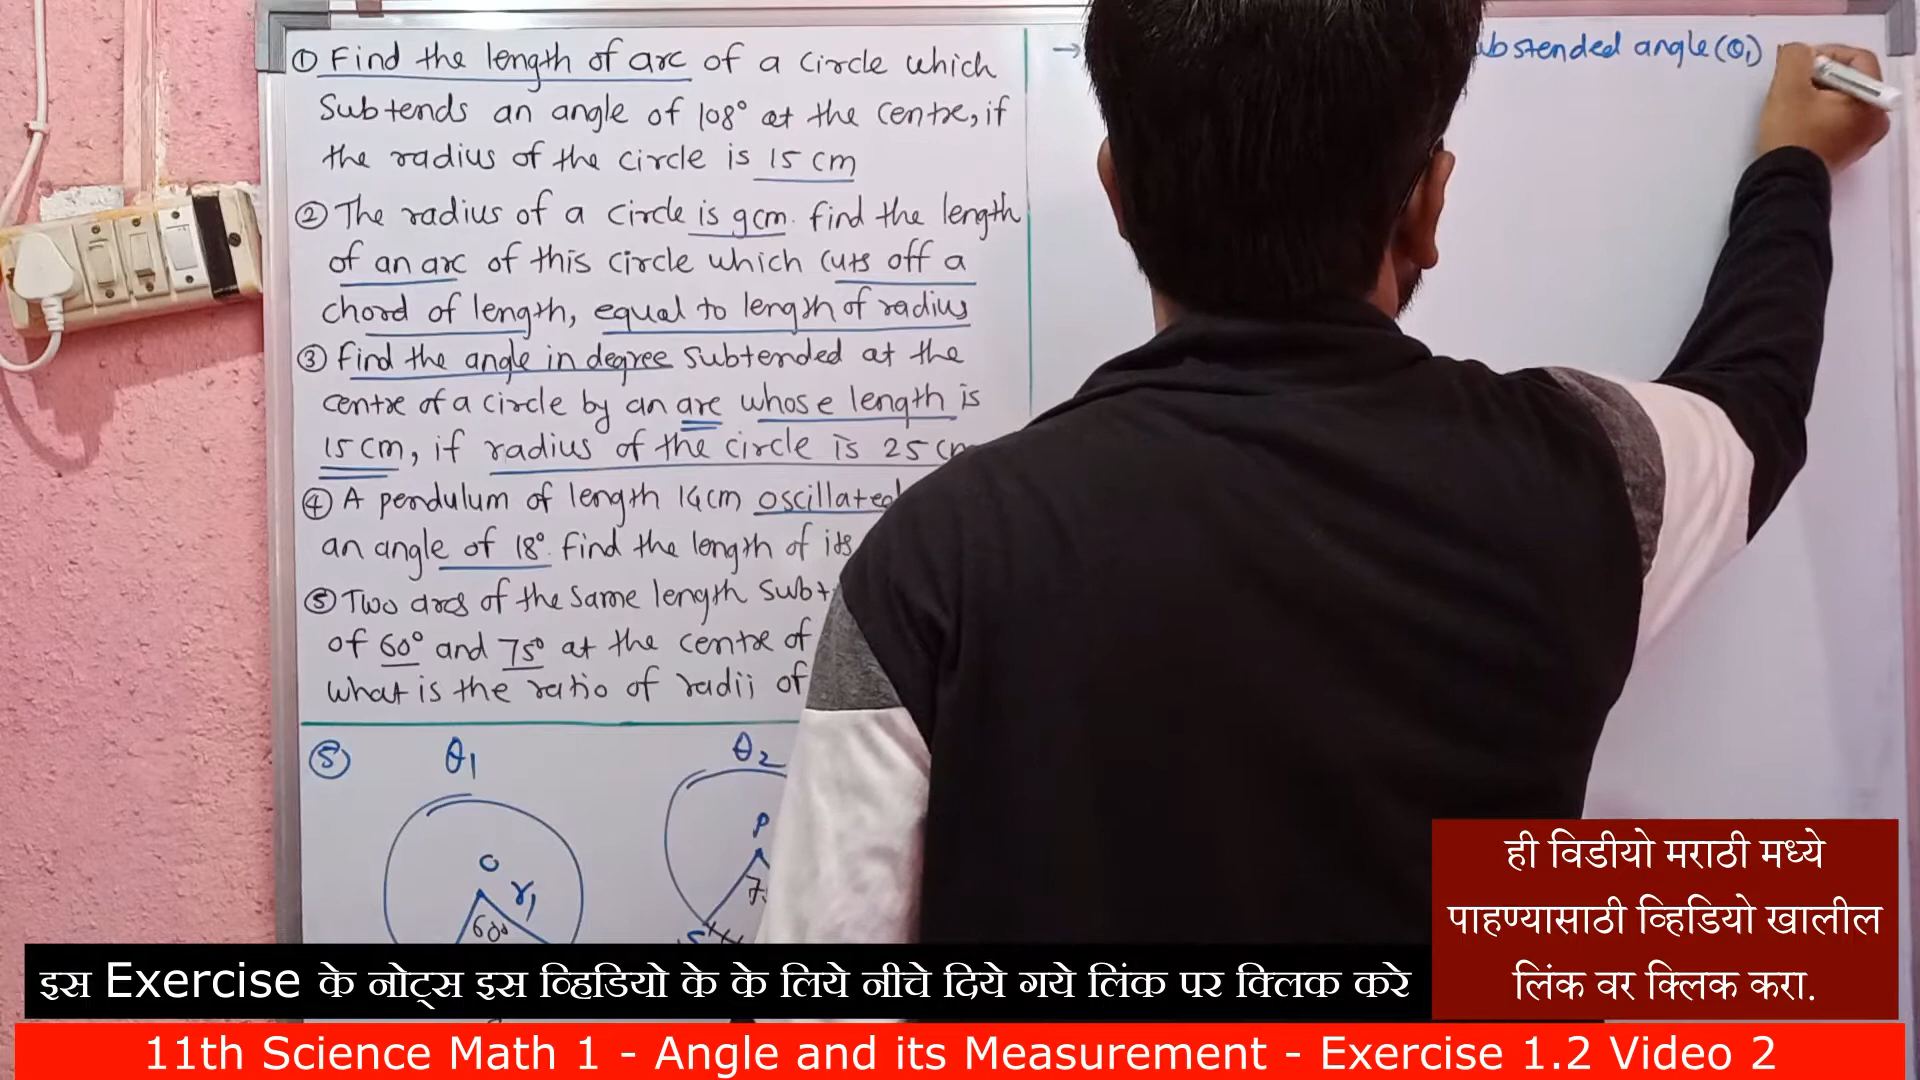 ① Find the length of arc of a circle which
Subtends an angle of 108° at the centre, if
the radius of the circle is 15 cm
② The radius of a circle is 9cm. find the length
of an arc of this circle which cuts off a
chord of length, equal to length of radius
③ Find the angle in degree subtended at the
centre of a circle by an arc whose length is
15 cm, if radius of the circle is 25 cm
④ A pendulum of length 14cm oscillated
an angle of 18°. find the length of its
⑤ Two arcs of the same length subt
of 60° and 75° at the centre of
what is the ratio of radii of
→
ubstended angle (θ₁)
⑤ θ₁ θ₂
O P
r₁
60° 7
S
ही विडीयो मराठी मध्ये
पाहण्यासाठी व्हिडियो खालील
लिंक वर क्लिक करा.
इस Exercise के नोट्स इस व्हिडियो के के लिये नीचे दिये गये लिंक पर क्लिक करे
11th Science Math 1 - Angle and its Measurement - Exercise 1.2 Video 2